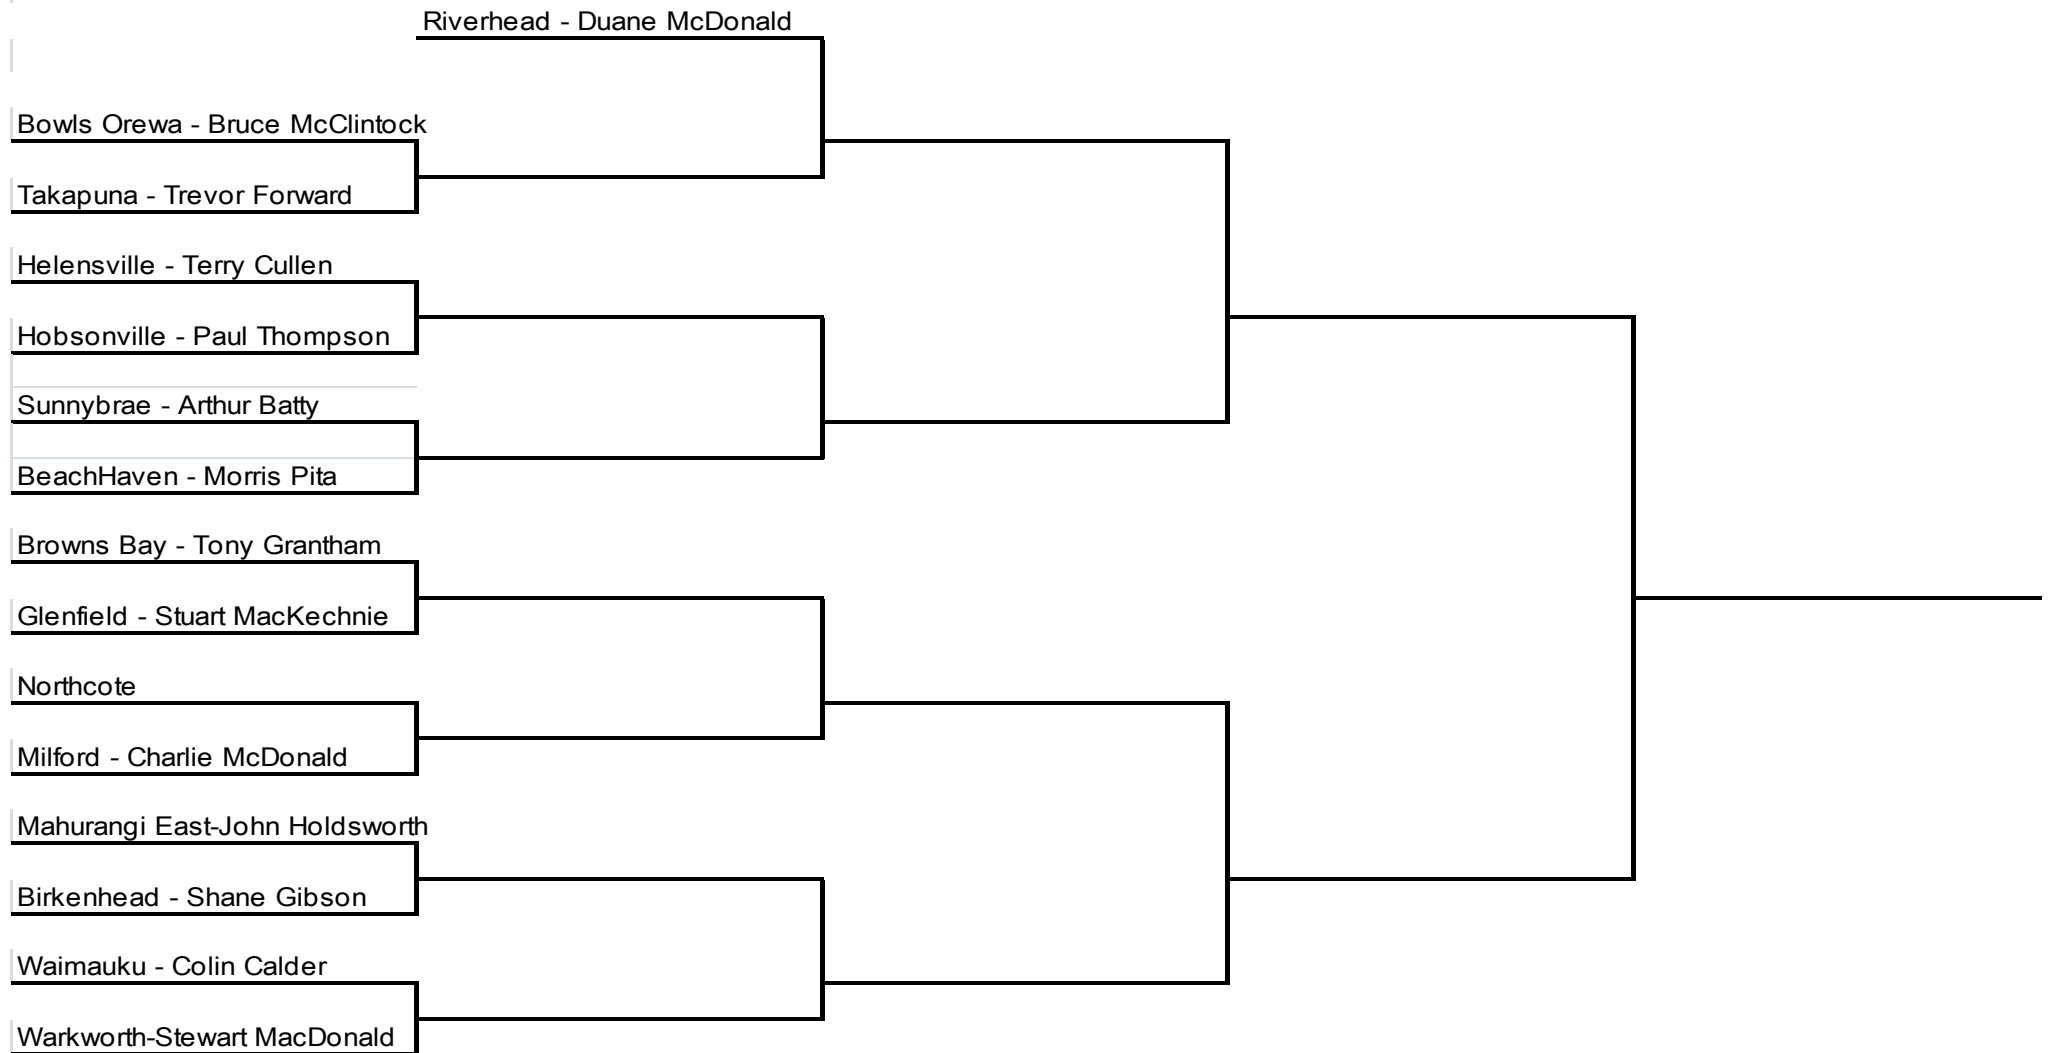 Riverhead - Duane McDonald
Bowls Orewa - Bruce McClintock
Takapuna - Trevor Forward
Helensville - Terry Cullen
Hobsonville - Paul Thompson
Sunnybrae - Arthur Batty
BeachHaven - Morris Pita
Browns Bay - Tony Grantham
Glenfield - Stuart MacKechnie
Northcote
Milford - Charlie McDonald
Mahurangi East-John Holdsworth
Birkenhead - Shane Gibson
Waimauku - Colin Calder
Warkworth-Stewart MacDonald